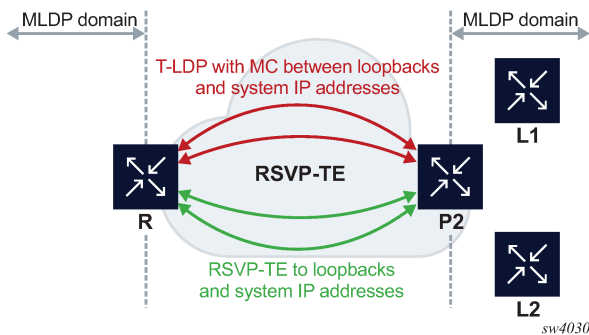 MLDP domain
MLDP domain
T-LDP with MC between loopbacks
and system IP addresses
L1
RSVP-TE
R
P2
RSVP-TE to loopbacks
and system IP addresses
L2
sw4030